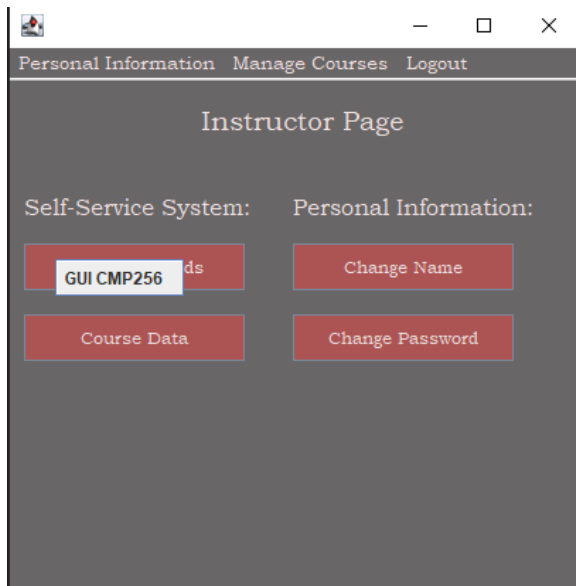 Personal Information Manage Courses Logout
Instructor Page
Self-Service System: Personal Information:
GUI CMP256 ds Change Name
Course Data Change Password